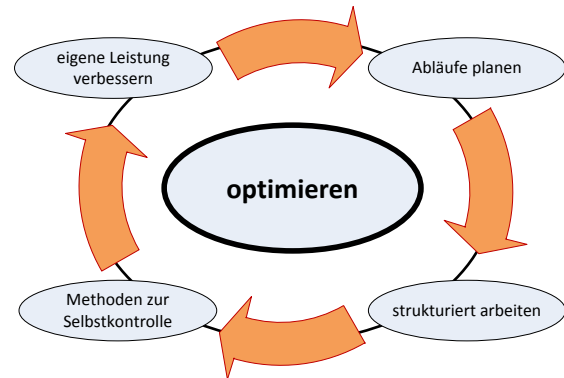 eigene Leistung
verbessern
Abläufe planen
optimieren
Methoden zur
Selbstkontrolle
strukturiert arbeiten